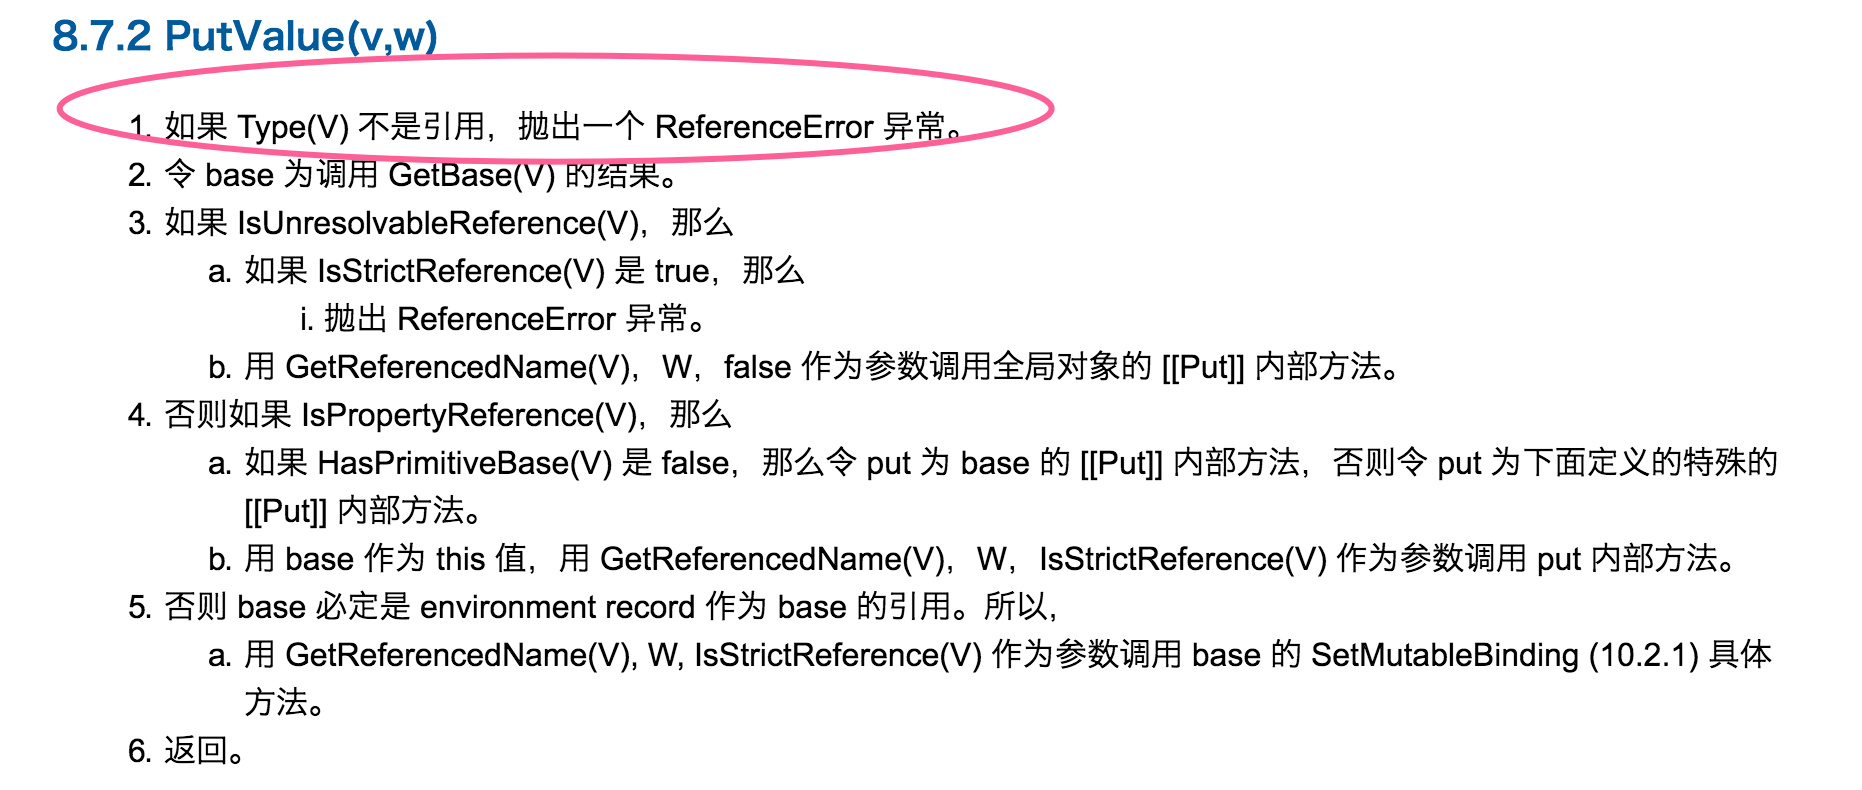 8.7.2 PutValue(v,w)
1. 如果 Type(V) 不是引用，抛出一个 ReferenceError 异常。
2. 令 base 为调用 GetBase(V) 的结果。
3. 如果 IsUnresolvableReference(V)，那么
a. 如果 IsStrictReference(V) 是 true，那么
i. 抛出 ReferenceError 异常。
b. 用 GetReferencedName(V)，W，false 作为参数调用全局对象的 [[Put]] 内部方法。
4. 否则如果 IsPropertyReference(V)，那么
a. 如果 HasPrimitiveBase(V) 是 false，那么令 put 为 base 的 [[Put]] 内部方法，否则令 put 为下面定义的特殊的
[[Put]] 内部方法。
b. 用 base 作为 this 值，用 GetReferencedName(V)，W，IsStrictReference(V) 作为参数调用 put 内部方法。
5. 否则 base 必定是 environment record 作为 base 的引用。所以,
a. 用 GetReferencedName(V), W, IsStrictReference(V) 作为参数调用 base 的 SetMutableBinding (10.2.1) 具体
方法。
6. 返回。